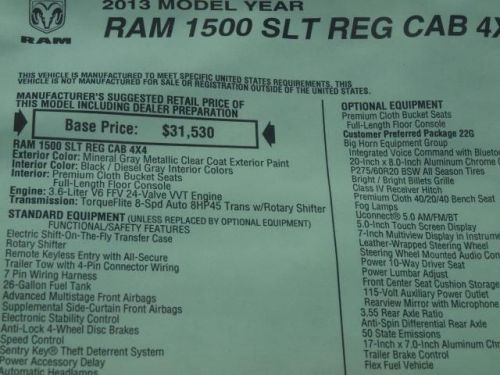 2013 MODEL YEAR
RAM 1500 SLT REG CAB 4X
RAM
THIS VEHICLE IS MANUFACTURED TO MEET SPECIFIC UNITED STATES REQUIREMENTS. THIS
VEHICLE IS NOT MANUFACTURED FOR SALE OR REGISTRATION OUTSIDE OF THE UNITED STATES.
MANUFACTURER'S SUGGESTED RETAIL PRICE OF
THIS MODEL INCLUDING DEALER PREPARATION
Base Price: $31,530
RAM 1500 SLT REG CAB 4X4
Exterior Color: Mineral Gray Metallic Clear Coat Exterior Paint
Interior Color: Black / Diesel Gray Interior Colors
Interior: Premium Cloth Bucket Seats
Full-Length Floor Console
Engine: 3.6-Liter V6 FFV 24-Valve VVT Engine
Transmission: TorqueFlite 8-Spd Auto 8HP45 Trans w/Rotary Shifter
STANDARD EQUIPMENT (UNLESS REPLACED BY OPTIONAL EQUIPMENT)
FUNCTIONAL/SAFETY FEATURES
Electric Shift-On-The-Fly Transfer Case
Rotary Shifter
Remote Keyless Entry with All-Secure
Trailer Tow with 4-Pin Connector Wiring
7 Pin Wiring Harness
26-Gallon Fuel Tank
Advanced Multistage Front Airbags
Supplemental Side-Curtain Front Airbags
Electronic Stability Control
Anti-Lock 4-Wheel Disc Brakes
Speed Control
Sentry Key® Theft Deterrent System
Power Accessory Delay
Automatic Headlamps
OPTIONAL EQUIPMENT
Premium Cloth Bucket Seats
Full-Length Floor Console
Customer Preferred Package 22G
Big Horn Equipment Group
Integrated Voice Command with Bluetoo
20-Inch x 8.0-Inch Aluminum Chrome
P275/60R20 BSW All Season Tires
Bright / Bright Billets Grille
Class IV Receiver Hitch
Premium Cloth 40/20/40 Bench Seat
Fog Lamps
Uconnect® 5.0 AM/FM/BT
5.0-Inch Touch Screen Display
7-Inch Multiview Display in Instrume
Leather-Wrapped Steering Wheel
Steering Wheel Mounted Audio Con
Power 10-Way Driver Seat
Power Lumbar Adjust
Front Center Seat Cushion Storage
115-Volt Auxiliary Power Outlet
Rearview Mirror with Microphone
3.55 Rear Axle Ratio
Anti-Spin Differential Rear Axle
50 State Emissions
17-Inch x 7.0-Inch Aluminum Chro
Trailer Brake Control
Flex Fuel Vehicle